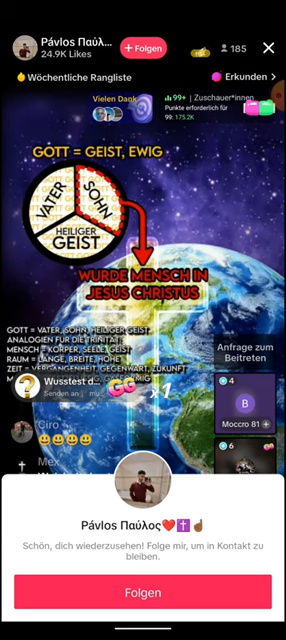 Pávlos Παύλ...
24.9K Likes
+ Folgen
185
Wöchentliche Rangliste
Erkunden >
Vielen Dank
99+ | Zuschauer*innen
Punkte erforderlich für
99: 175.2K
GOTT = GEIST, EWIG
VATER
SOHN
HEILIGER
GEIST
WURDE MENSCH IN
JESUS CHRISTUS
GOTT = VATER, SOHN, HEILIGER GEIST
ANALOGIEN FÜR DIE TRINITÄT:
MENSCH = KÖRPER, SEELE, GEIST
RAUM = LÄNGE, BREITE, HÖHE
ZEIT = VERGANGENHEIT, GEGENWART, ZUKUNFT
Anfrage zum
Beitreten
Wusstest d...
Senden an
GG x1
4
B
Moccro 81 +
Ciro
😃😃😃😃
6
GG
Mex
Pávlos Παύλος❤️✝️☝🏾
Schön, dich wiederzusehen! Folge mir, um in Kontakt zu
bleiben.
Folgen